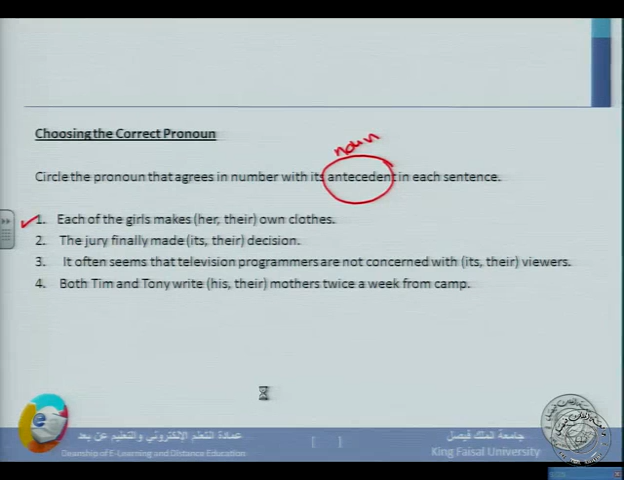 Choosing the Correct Pronoun
noun
Circle the pronoun that agrees in number with its antecedent in each sentence.
1. Each of the girls makes (her, their) own clothes.
2. The jury finally made (its, their) decision.
3. It often seems that television programmers are not concerned with (its, their) viewers.
4. Both Tim and Tony write (his, their) mothers twice a week from camp.
عمادة التعلم الإلكتروني والتعليم عن بعد
Deanship of E-Learning and Distance Education
[ ]
جامعة الملك فيصل
King Faisal University